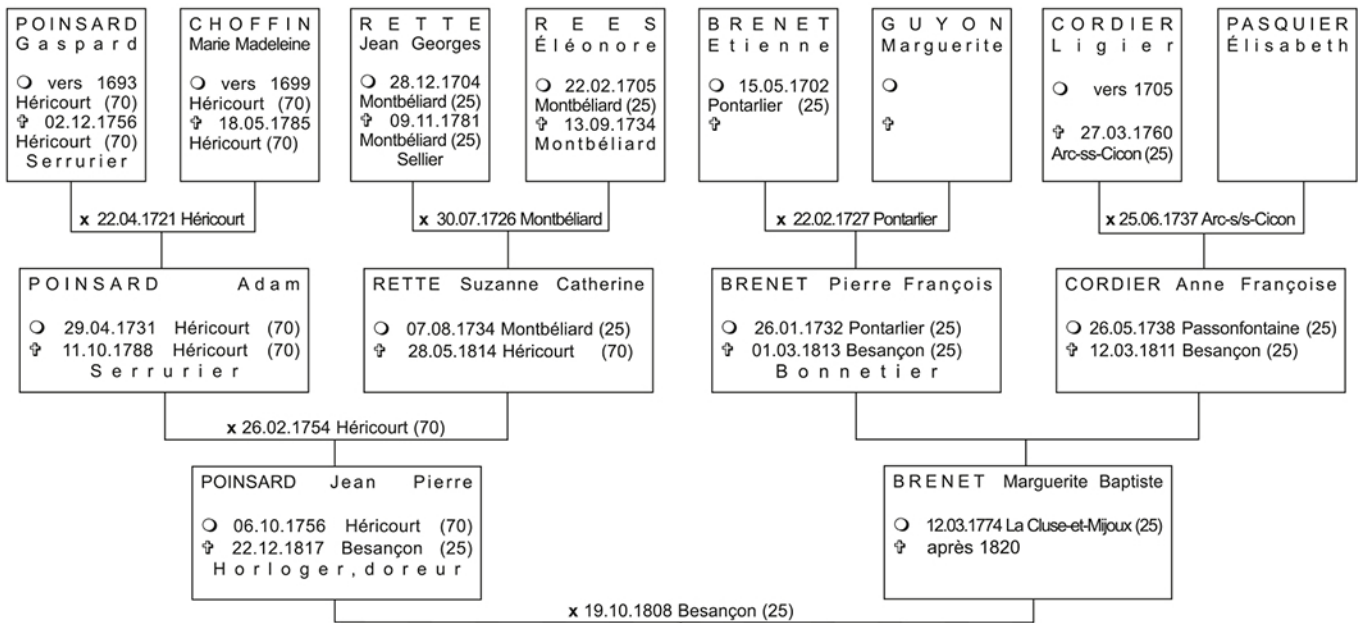 POINSARD
Gaspard
vers 1693
Héricourt (70)
✞ 02.12.1756
Héricourt (70)
Serrurier
CHOFFIN
Marie Madeleine
vers 1699
Héricourt (70)
✞ 18.05.1785
Héricourt (70)
RETTE
Jean Georges
28.12.1704
Montbéliard (25)
✞ 09.11.1781
Montbéliard (25)
Sellier
REES
Éléonore
22.02.1705
Montbéliard (25)
✞ 13.09.1734
Montbéliard
BRENET
Etienne
15.05.1702
Pontarlier (25)
✞
GUYON
Marguerite
✞
CORDIER
Ligier
vers 1705
✞ 27.03.1760
Arc-ss-Cicon (25)
PASQUIER
Élisabeth
x 22.04.1721 Héricourt
x 30.07.1726 Montbéliard
x 22.02.1727 Pontarlier
x 25.06.1737 Arc-s/s-Cicon
POINSARD Adam
29.04.1731 Héricourt (70)
✞ 11.10.1788 Héricourt (70)
Serrurier
RETTE Suzanne Catherine
07.08.1734 Montbéliard (25)
✞ 28.05.1814 Héricourt (70)
BRENET Pierre François
26.01.1732 Pontarlier (25)
✞ 01.03.1813 Besançon (25)
Bonnetier
CORDIER Anne Françoise
26.05.1738 Passonfontaine (25)
✞ 12.03.1811 Besançon (25)
x 26.02.1754 Héricourt (70)
POINSARD Jean Pierre
06.10.1756 Héricourt (70)
✞ 22.12.1817 Besançon (25)
Horloger, doreur
BRENET Marguerite Baptiste
12.03.1774 La Cluse-et-Mijoux (25)
✞ après 1820
x 19.10.1808 Besançon (25)